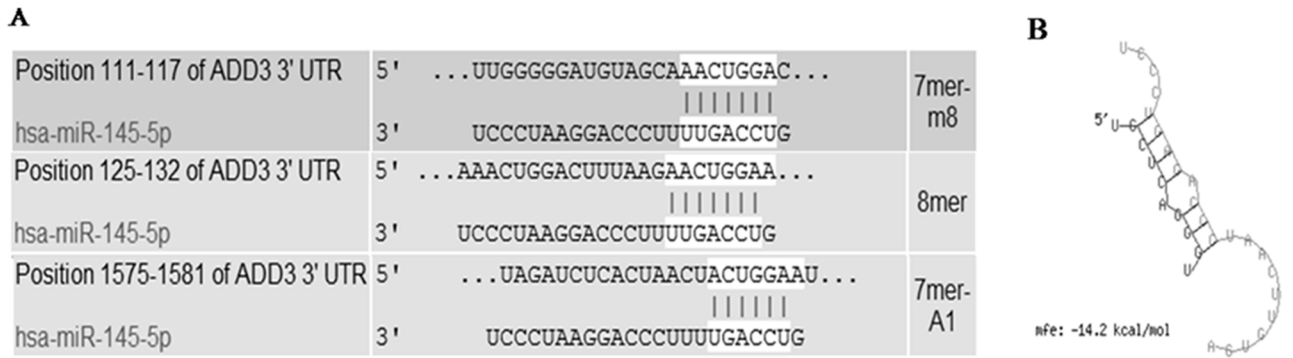 A
Position 111-117 of ADD3 3' UTR 5' ...UUGGGGGAUGUAGCAAACUGGAC... 7mer-m8
hsa-miR-145-5p 3' UCCCUAAGGACCCUUUUGACCUG
Position 125-132 of ADD3 3' UTR 5' ...AAACUGGACUUUAAGAACUGGAA... 8mer
hsa-miR-145-5p 3' UCCCUAAGGACCCUUUUGACCUG
Position 1575-1581 of ADD3 3' UTR 5' ...UAGAUCUCACUAACUACUGGAAU... 7mer-A1
hsa-miR-145-5p 3' UCCCUAAGGACCCUUUUGACCUG
B
5'
mfe: -14.2 kcal/mol